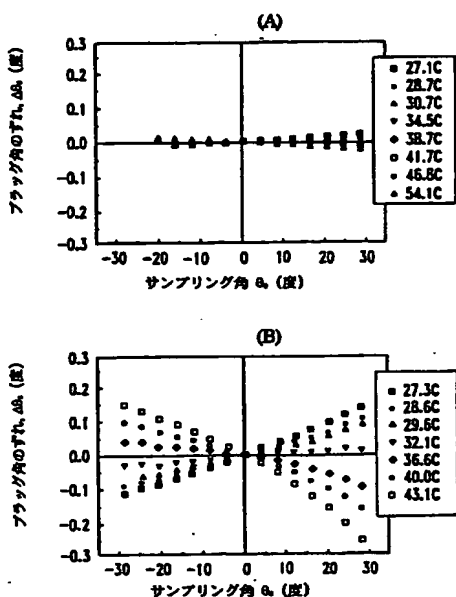 (A)
ブラッグ角のずれ, Δθ₀ (度)
0.3
0.2
0.1
0.0
-0.1
-0.2
-0.3
-30 -20 -10 0 10 20 30
サンプリング角 θ₀ (度)
27.1C
28.7C
30.7C
34.5C
38.7C
41.7C
46.8C
54.1C
(B)
ブラッグ角のずれ, Δθ₀ (度)
0.3
0.2
0.1
0.0
-0.1
-0.2
-0.3
-30 -20 -10 0 10 20 30
サンプリング角 θ₀ (度)
27.3C
28.6C
29.6C
32.1C
36.6C
40.0C
43.1C